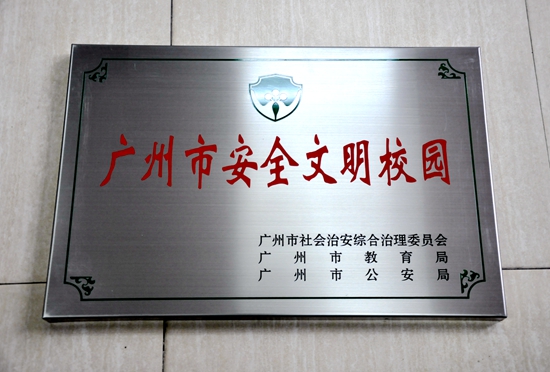 广州市安全文明校园
广州市社会治安综合治理委员会
广州市教育局
广州市公安局